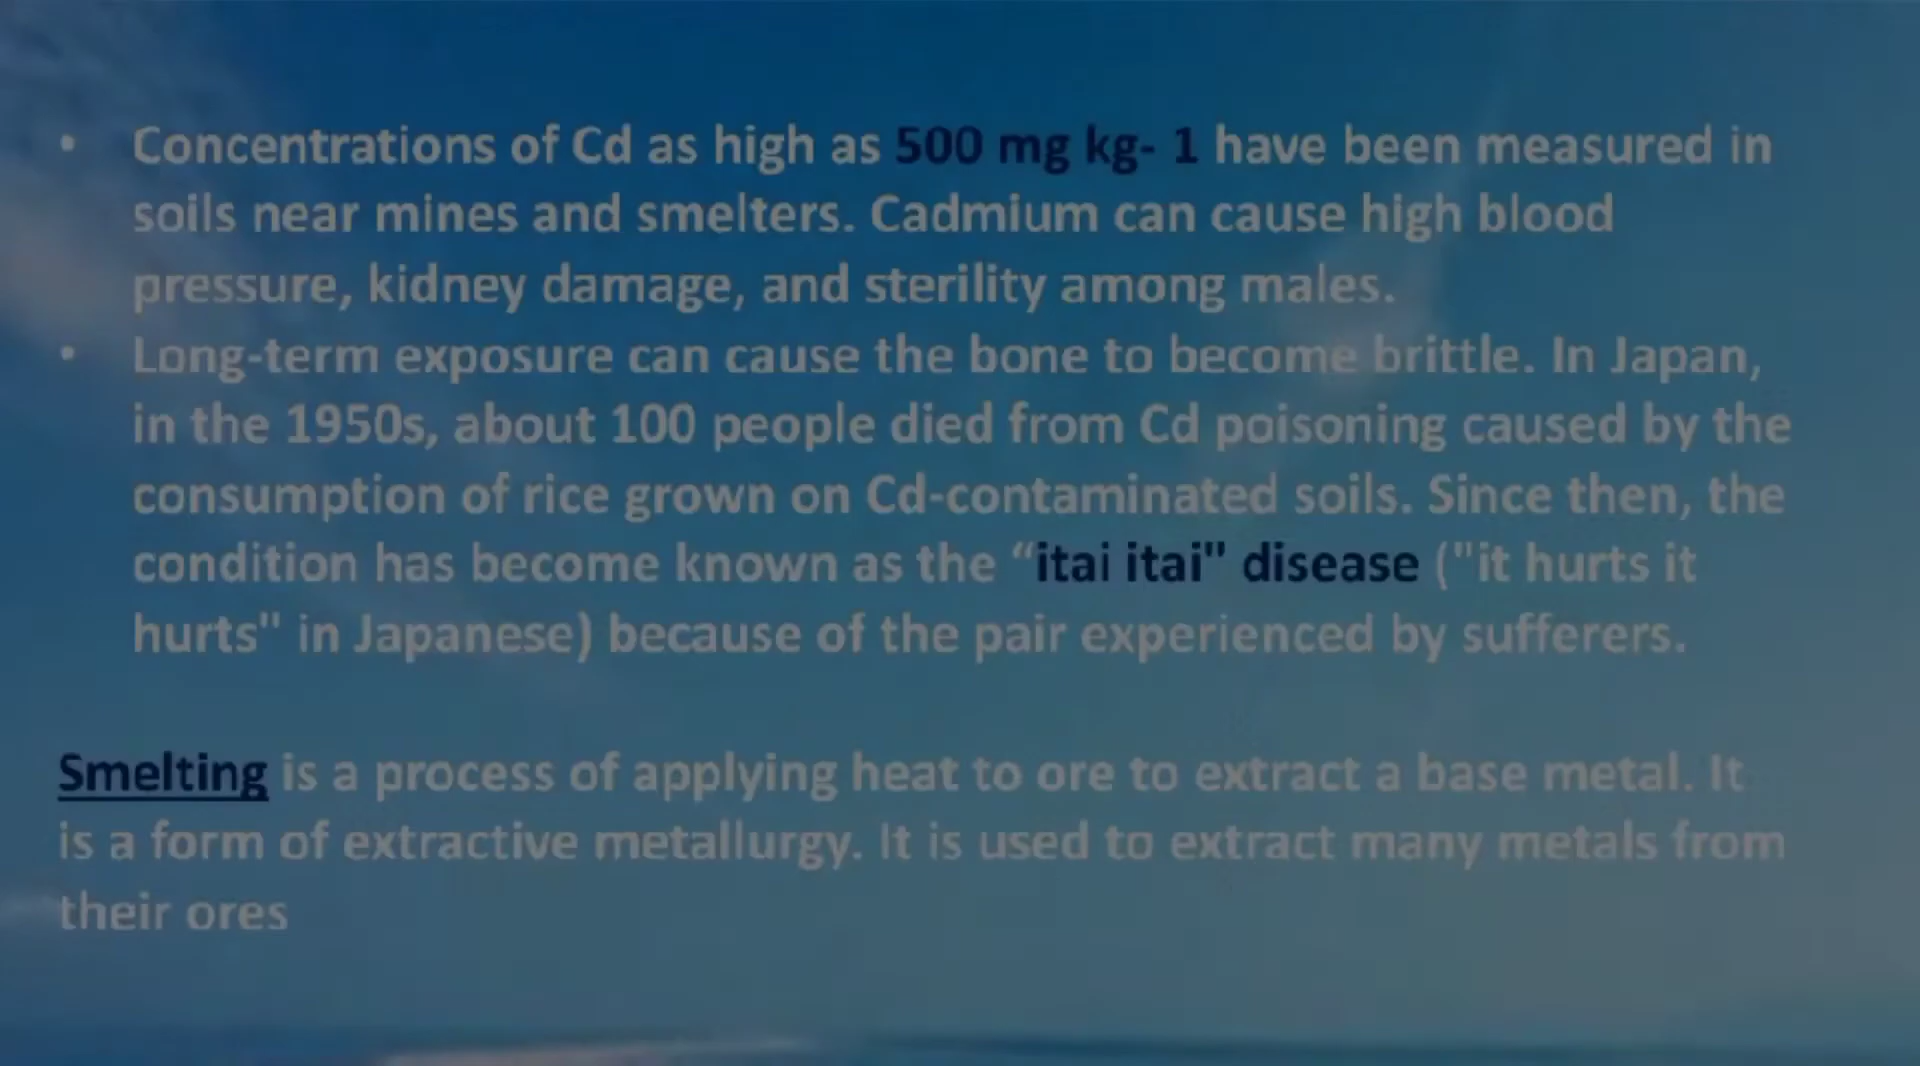 • Concentrations of Cd as high as 500 mg kg- 1 have been measured in
soils near mines and smelters. Cadmium can cause high blood
pressure, kidney damage, and sterility among males.
• Long-term exposure can cause the bone to become brittle. In Japan,
in the 1950s, about 100 people died from Cd poisoning caused by the
consumption of rice grown on Cd-contaminated soils. Since then, the
condition has become known as the “itai itai" disease ("it hurts it
hurts" in Japanese) because of the pair experienced by sufferers.
Smelting is a process of applying heat to ore to extract a base metal. It
is a form of extractive metallurgy. It is used to extract many metals from
their ores